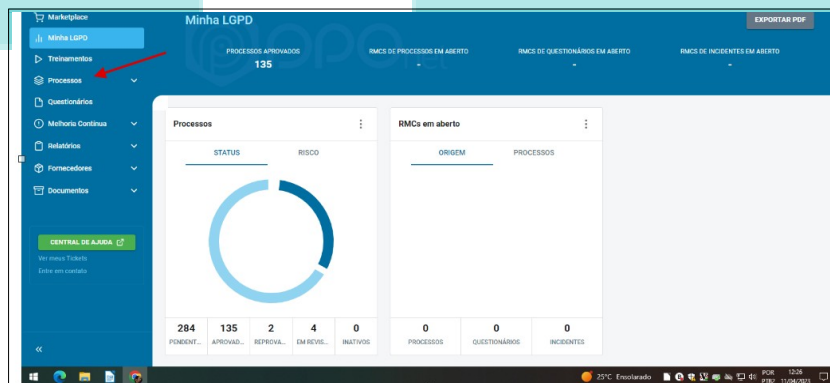 Marketplace
Minha LGPD
EXPORTAR PDF
Minha LGPD
Treinamentos
PROCESSOS APROVADOS
135
RMCS DE PROCESSOS EM ABERTO
-
RMCS DE QUESTIONÁRIOS EM ABERTO
-
RMCS DE INCIDENTES EM ABERTO
-
Processos
Questionários
Melhoria Contínua
Relatórios
Fornecedores
Documentos
CENTRAL DE AJUDA
Ver meus Tickets
Entre em contato
«
Processos
STATUS RISCO
284 135 2 4 0
PENDENT... APROVAD... REPROVA... EM REVIS... INATIVOS
RMCs em aberto
ORIGEM PROCESSOS
0 0 0
PROCESSOS QUESTIONÁRIOS INCIDENTES
25°C Ensolarado
POR 12:26
PTB2 11/04/2023